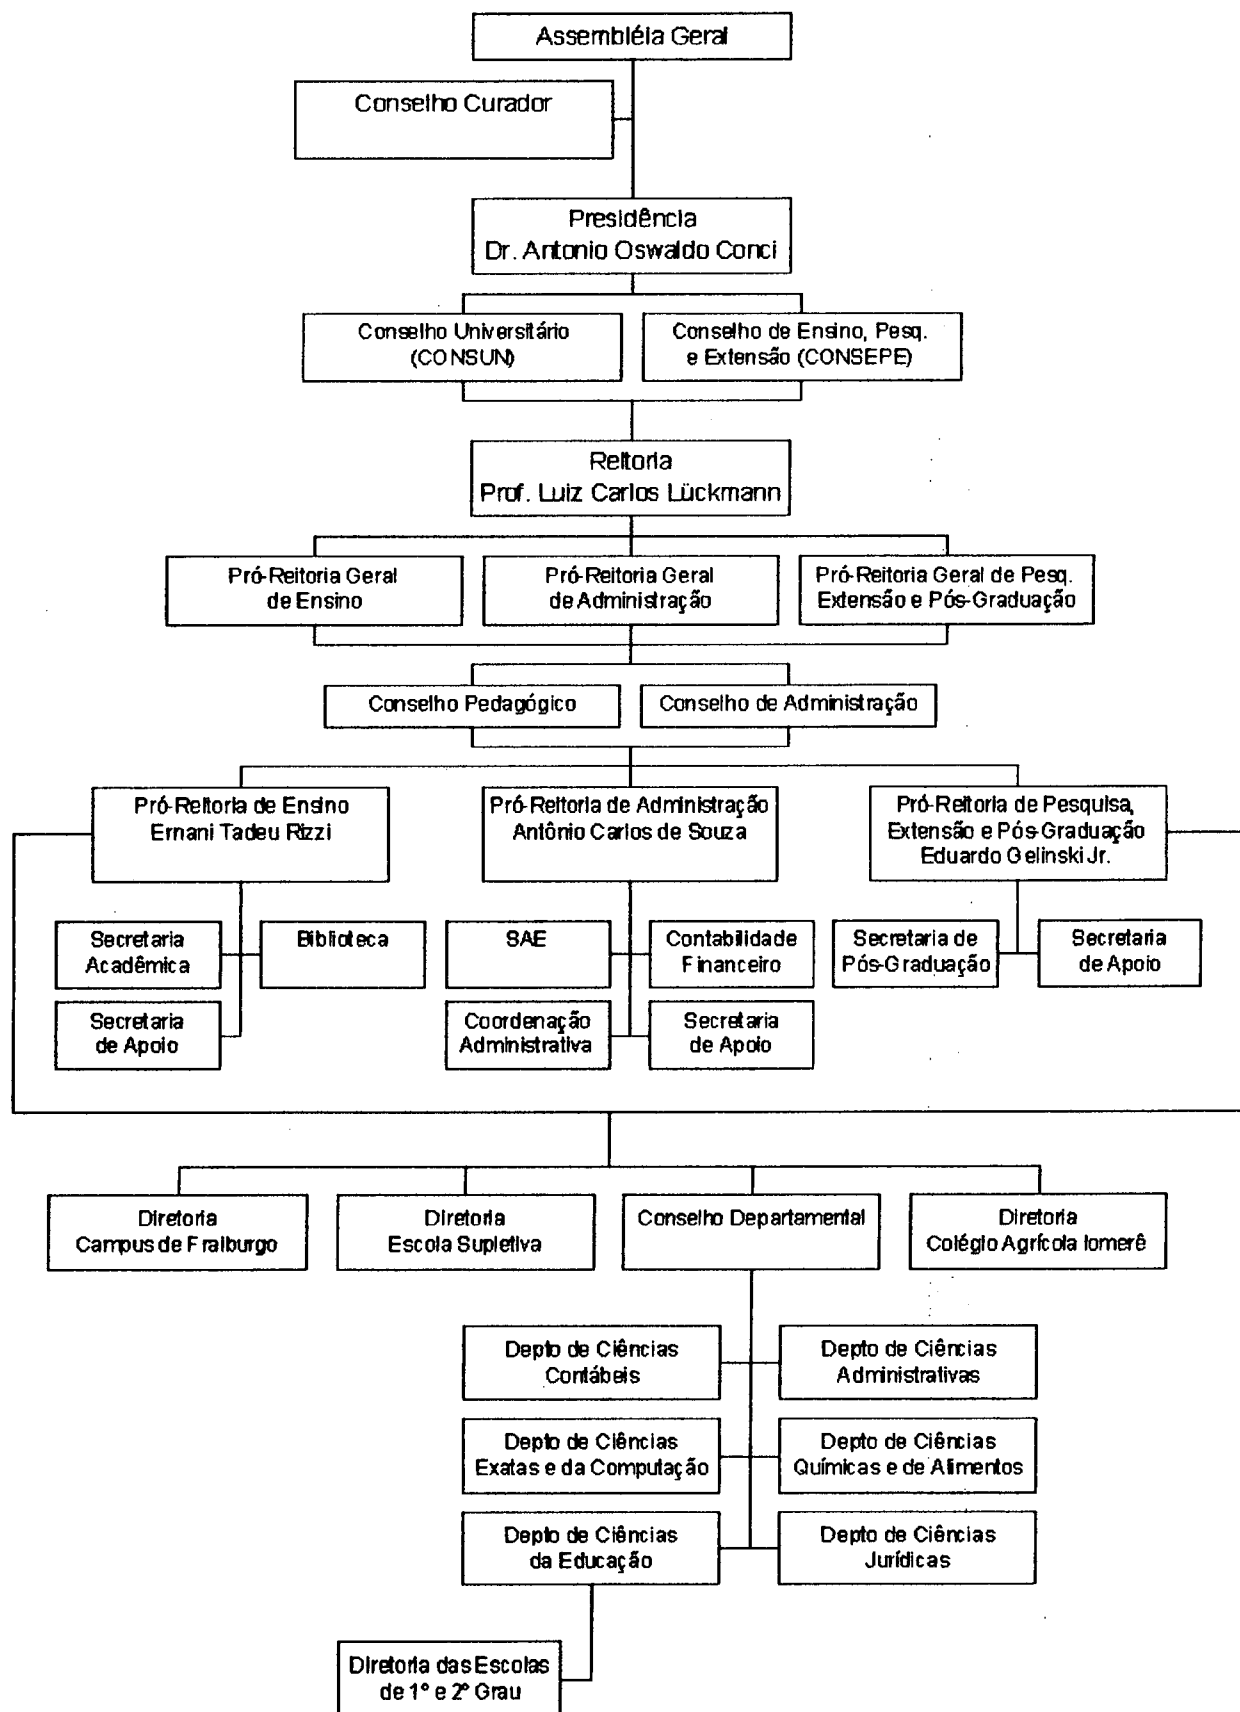 Assembléia Geral
Conselho Curador
Presidência
Dr. Antonio Oswaldo Conci
Conselho Universitário
(CONSUN)
Conselho de Ensino, Pesq.
e Extensão (CONSEPE)
Reitoria
Prof. Luiz Carlos Lückmann
Pró-Reitoria Geral
de Ensino
Pró-Reitoria Geral
de Administração
Pró-Reitoria Geral de Pesq.
Extensão e Pós-Graduação
Conselho Pedagógico
Conselho de Administração
Pró-Reitoria de Ensino
Ernani Tadeu Rizzi
Pró-Reitoria de Administração
Antônio Carlos de Souza
Pró-Reitoria de Pesquisa,
Extensão e Pós-Graduação
Eduardo Gelinski Jr.
Secretaria
Acadêmica
Biblioteca
SAE
Contabilidade
Financeiro
Secretaria de
Pós-Graduação
Secretaria
de Apoio
Secretaria
de Apoio
Coordenação
Administrativa
Secretaria
de Apoio
Diretoria
Campus de Fraiburgo
Diretoria
Escola Supletiva
Conselho Departamental
Diretoria
Colégio Agrícola Iomerê
Depto de Ciências
Contábeis
Depto de Ciências
Administrativas
Depto de Ciências
Exatas e da Computação
Depto de Ciências
Químicas e de Alimentos
Depto de Ciências
da Educação
Depto de Ciências
Jurídicas
Diretoria das Escolas
de 1º e 2º Grau